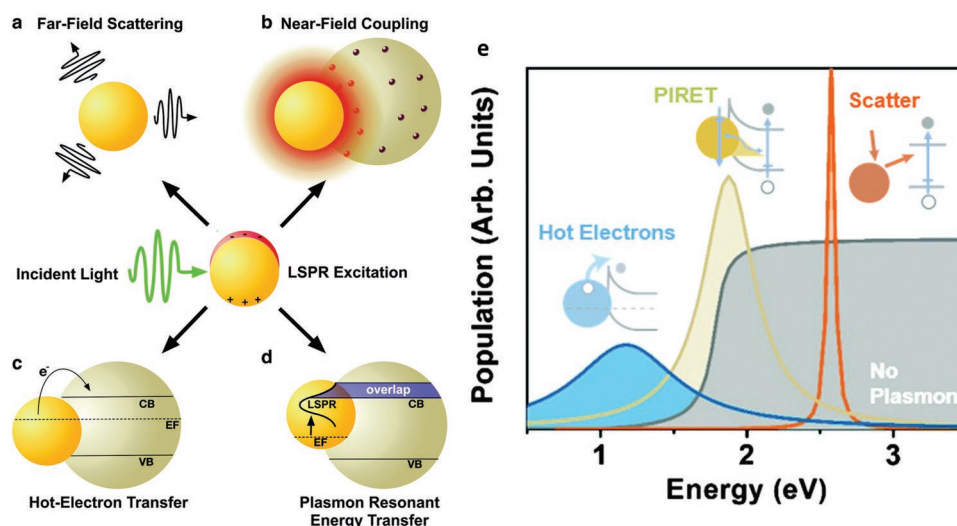 a
Far-Field Scattering
b
Near-Field Coupling
Incident Light
- - -
+ + +
LSPR Excitation
c
e-
CB
EF
VB
Hot-Electron Transfer
d
overlap
LSPR
CB
EF
VB
Plasmon Resonant
Energy Transfer
e
Population (Arb. Units)
PIRET
Scatter
Hot Electrons
No
Plasmon
1
2
3
Energy (eV)